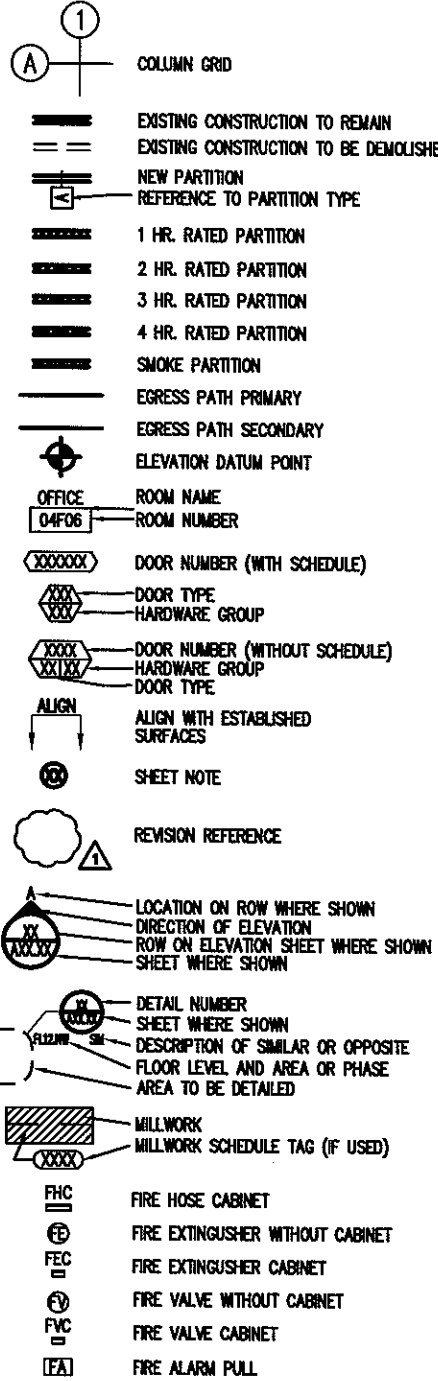 1
A
COLUMN GRID
EXISTING CONSTRUCTION TO REMAIN
EXISTING CONSTRUCTION TO BE DEMOLISHE
NEW PARTITION
<
REFERENCE TO PARTITION TYPE
1 HR. RATED PARTITION
2 HR. RATED PARTITION
3 HR. RATED PARTITION
4 HR. RATED PARTITION
SMOKE PARTITION
EGRESS PATH PRIMARY
EGRESS PATH SECONDARY
ELEVATION DATUM POINT
OFFICE ROOM NAME
04F06 ROOM NUMBER
XXXXXX DOOR NUMBER (WITH SCHEDULE)
XXX DOOR TYPE
XXX HARDWARE GROUP
XXXX DOOR NUMBER (WITHOUT SCHEDULE)
XX XX HARDWARE GROUP
DOOR TYPE
ALIGN
ALIGN WITH ESTABLISHED
SURFACES
XX SHEET NOTE
REVISION REFERENCE
1
A
LOCATION ON ROW WHERE SHOWN
DIRECTION OF ELEVATION
XX ROW ON ELEVATION SHEET WHERE SHOWN
AXX.XX SHEET WHERE SHOWN
XX DETAIL NUMBER
AXX.XX SHEET WHERE SHOWN
FL12.NW SIM DESCRIPTION OF SIMILAR OR OPPOSITE
FLOOR LEVEL AND AREA OR PHASE
AREA TO BE DETAILED
MILLWORK
XXXX MILLWORK SCHEDULE TAG (IF USED)
FHC FIRE HOSE CABINET
FE FIRE EXTINGUSHER WITHOUT CABINET
FEC FIRE EXTINGUSHER CABINET
FV FIRE VALVE WITHOUT CABINET
FVC FIRE VALVE CABINET
FA FIRE ALARM PULL